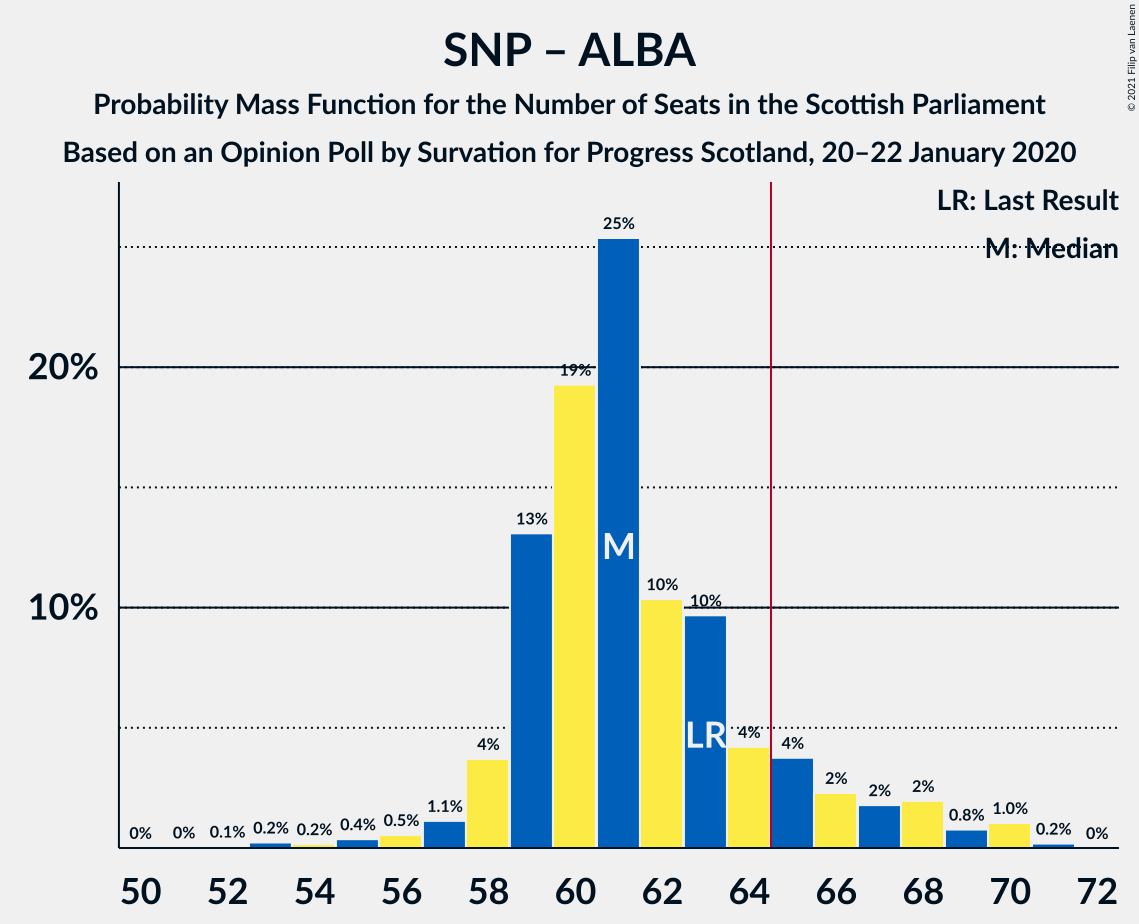 SNP – ALBA
Probability Mass Function for the Number of Seats in the Scottish Parliament
Based on an Opinion Poll by Survation for Progress Scotland, 20–22 January 2020
© 2021 Filip van Laenen
LR: Last Result
M: Median
20%
10%
0%
0%
0.1%
0.2%
0.2%
0.4%
0.5%
1.1%
4%
13%
19%
25%
10%
10%
4%
4%
2%
2%
2%
0.8%
1.0%
0.2%
0%
M
LR
50 52 54 56 58 60 62 64 66 68 70 72